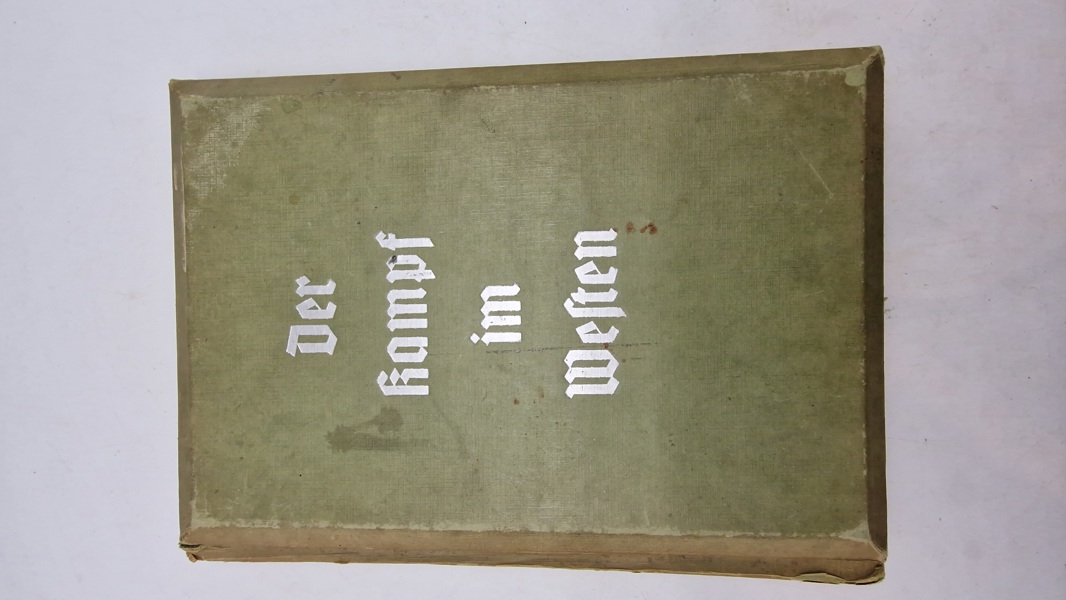 Der
Kampf
im
Weſten